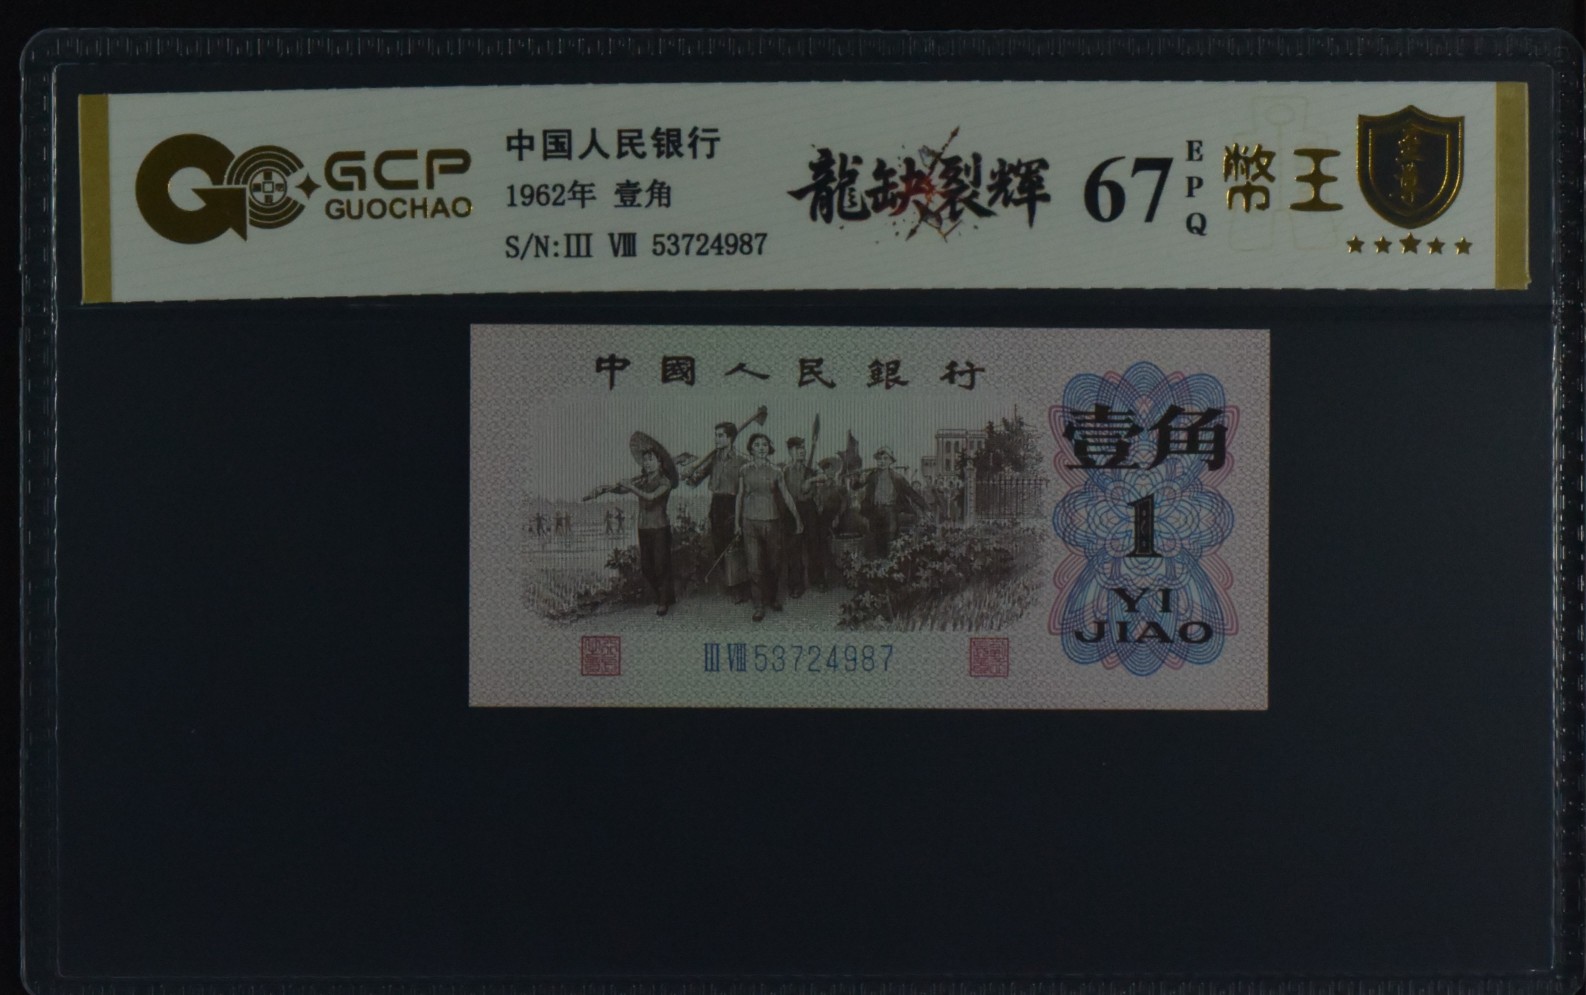 GCP
GUOCHAO
中国人民银行
1962年 壹角
S/N:III VIII 53724987
龍缺裂輝
67
EPQ
幣王
中國人民銀行
壹角
1
YI
JIAO
III VIII 53724987